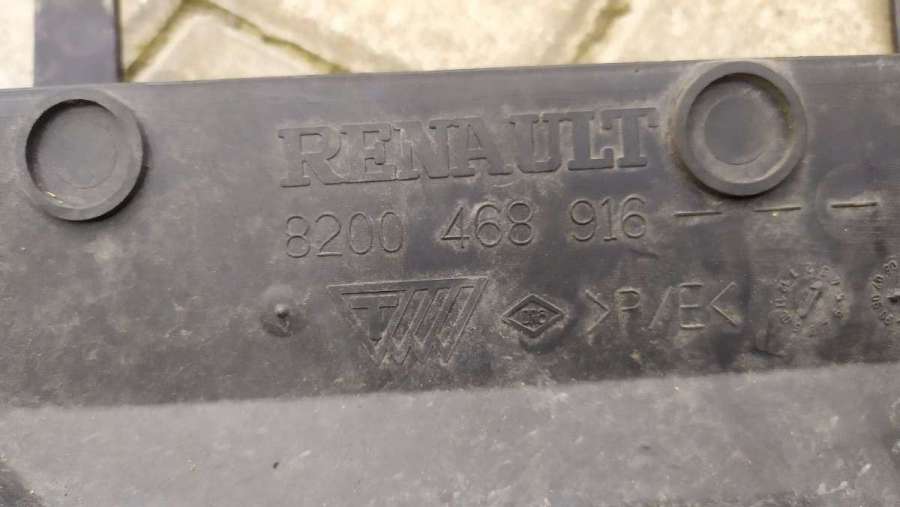 RENAULT
8200 468 916 — — —
>P/E<